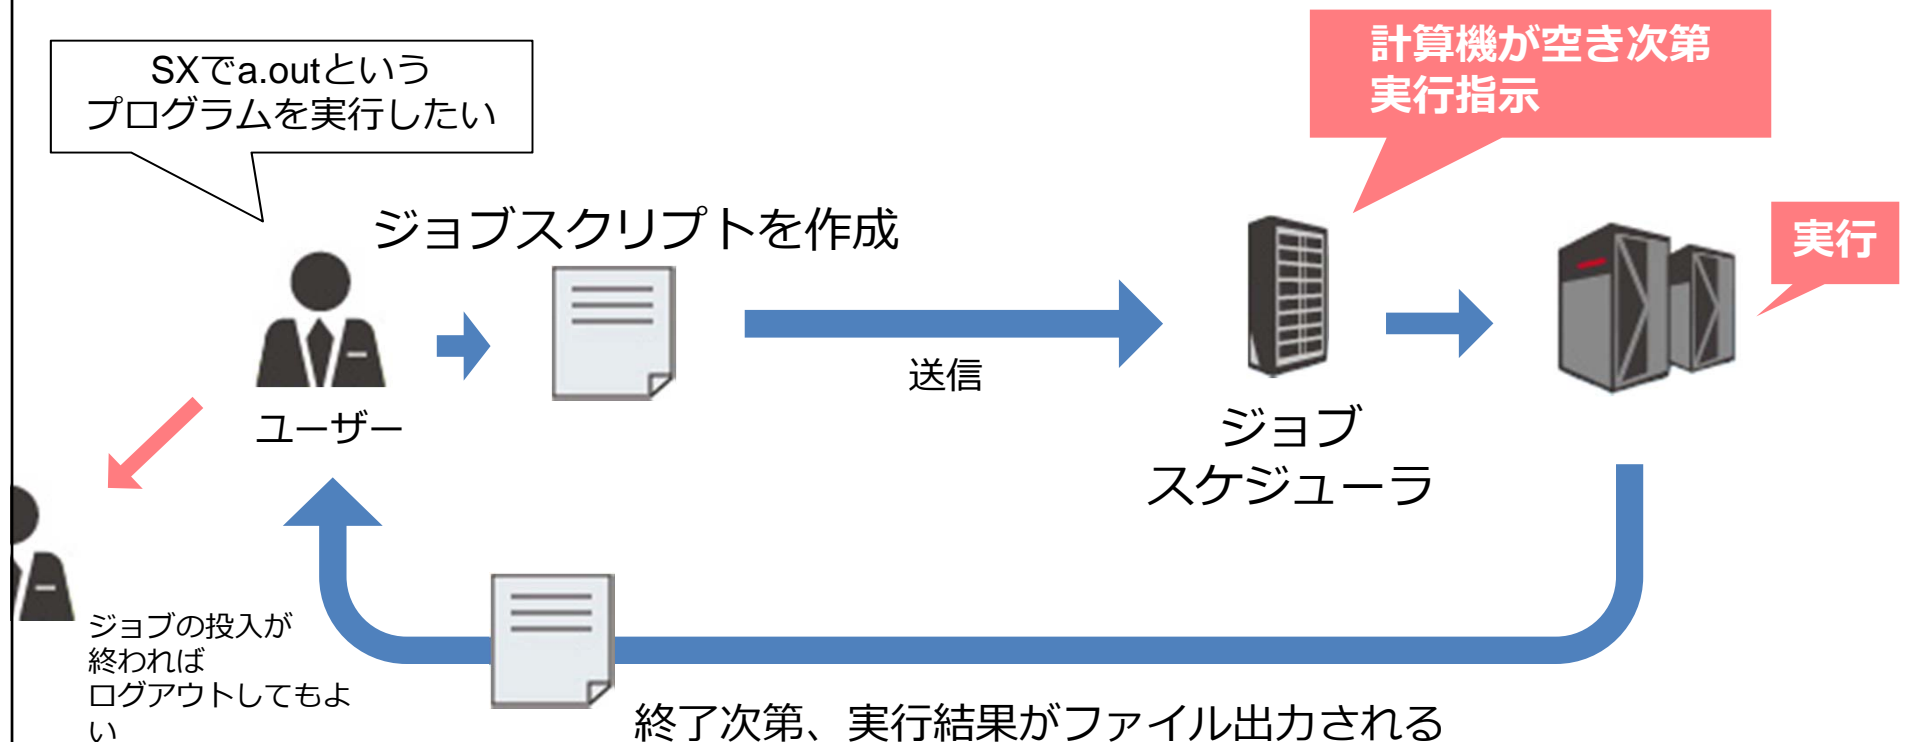 SXでa.outという
プログラムを実行したい
計算機が空き次第
実行指示
ジョブスクリプトを作成
実行
送信
ユーザー
ジョブ
スケジューラ
ジョブの投入が
終われば
ログアウトしてもよ
い
終了次第、実行結果がファイル出力される